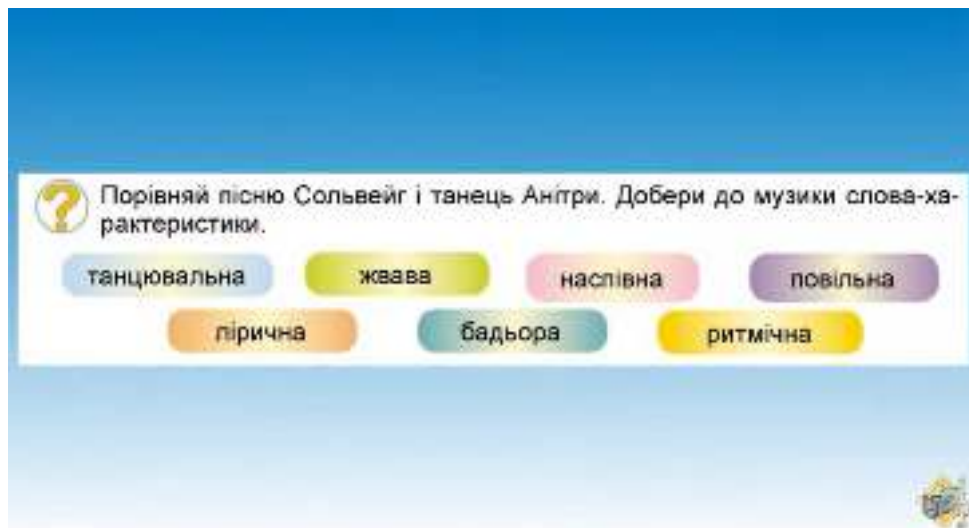 Порівняй пісню Сольвейг і танець Анітри. Добери до музики слова-ха-
рактеристики.
танцювальна жвава наспівна повільна
лірична бадьора ритмічна